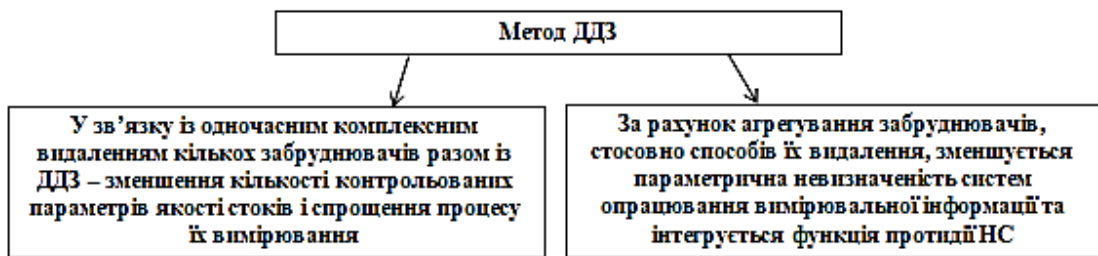 Метод ДДЗ
У зв’язку із одночасним комплексним
видаленням кількох забруднювачів разом із
ДДЗ – зменшення кількості контрольованих
параметрів якості стоків і спрощення процесу
їх вимірювання
За рахунок агрегування забруднювачів,
стосовно способів їх видалення, зменшується
параметрична невизначеність систем
опрацювання вимірювальної інформації та
інтегрується функція протидії НС